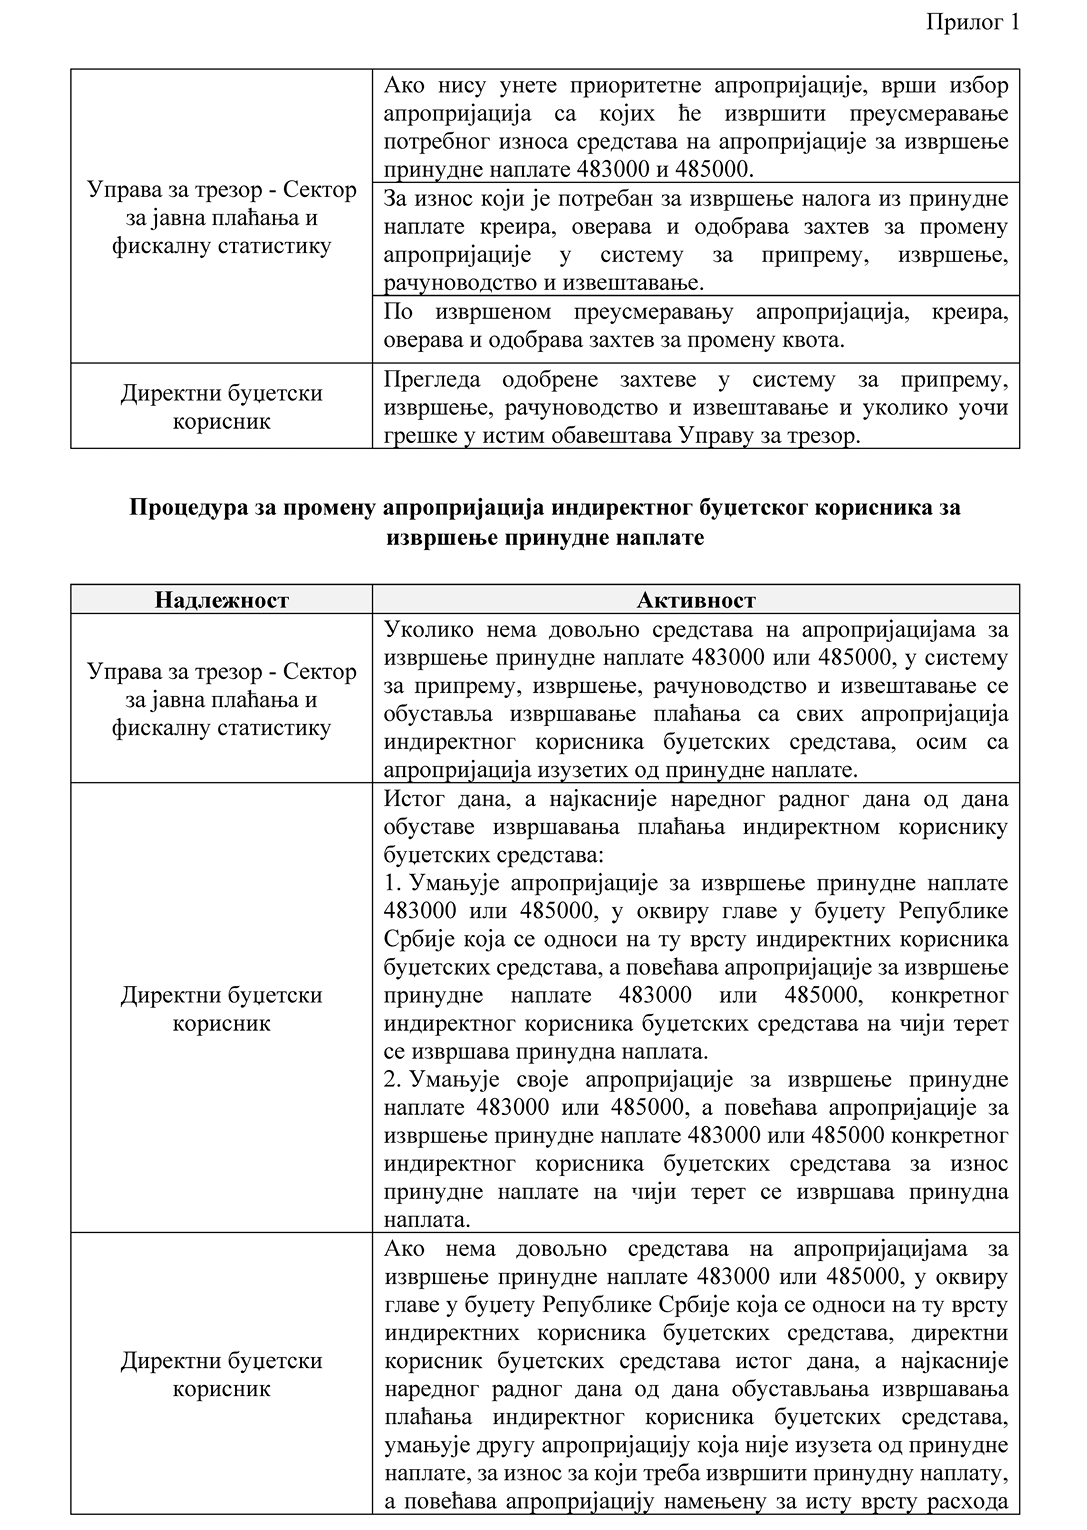 Прилог 1
Ако нису унете приоритетне апропријације, врши избор
апропријација са којих ће извршити преусмеравање
потребног износа средстава на апропријације за извршење
принудне наплате 483000 и 485000.
Управа за трезор - Сектор
за јавна плаћања и
фискалну статистику
За износ који је потребан за извршење налога из принудне
наплате креира, оверава и одобрава захтев за промену
апропријације у систему за припрему, извршење,
рачуноводство и извештавање.
По извршеном преусмеравању апропријација, креира,
оверава и одобрава захтев за промену квота.
Директни буџетски
корисник
Прегледа одобрене захтеве у систему за припрему,
извршење, рачуноводство и извештавање и уколико уочи
грешке у истим обавештава Управу за трезор.
Процедура за промену апропријација индиректног буџетског корисника за
извршење принудне наплате
Надлежност
Активност
Управа за трезор - Сектор
за јавна плаћања и
фискалну статистику
Уколико нема довољно средстава на апропријацијама за
извршење принудне наплате 483000 или 485000, у систему
за припрему, извршење, рачуноводство и извештавање се
обуставља извршавање плаћања са свих апропријација
индиректног корисника буџетских средстава, осим са
апропријација изузетих од принудне наплате.
Директни буџетски
корисник
Истог дана, а најкасније наредног радног дана од дана
обуставе извршавања плаћања индиректном кориснику
буџетских средстава:
1. Умањује апропријације за извршење принудне наплате
483000 или 485000, у оквиру главе у буџету Републике
Србије која се односи на ту врсту индиректних корисника
буџетских средстава, а повећава апропријације за извршење
принудне наплате 483000 или 485000, конкретног
индиректног корисника буџетских средстава на чији терет
се извршава принудна наплата.
2. Умањује своје апропријације за извршење принудне
наплате 483000 или 485000, а повећава апропријације за
извршење принудне наплате 483000 или 485000 конкретног
индиректног корисника буџетских средстава за износ
принудне наплате на чији терет се извршава принудна
наплата.
Директни буџетски
корисник
Ако нема довољно средстава на апропријацијама за
извршење принудне наплате 483000 или 485000, у оквиру
главе у буџету Републике Србије која се односи на ту врсту
индиректних корисника буџетских средстава, директни
корисник буџетских средстава истог дана, а најкасније
наредног радног дана од дана обустављања извршавања
плаћања индиректног корисника буџетских средстава,
умањује другу апропријацију која није изузета од принудне
наплате, за износ за који треба извршити принудну наплату,
а повећава апропријацију намењену за исту врсту расхода